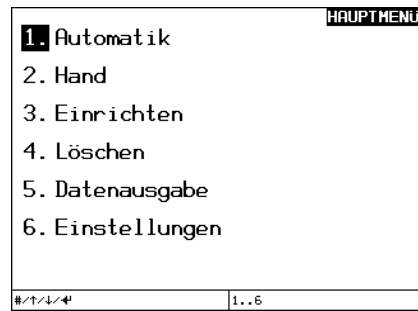 HAUPTMENÜ
1. Automatik
2. Hand
3. Einrichten
4. Löschen
5. Datenausgabe
6. Einstellungen
#/↑/↓/↵
1..6